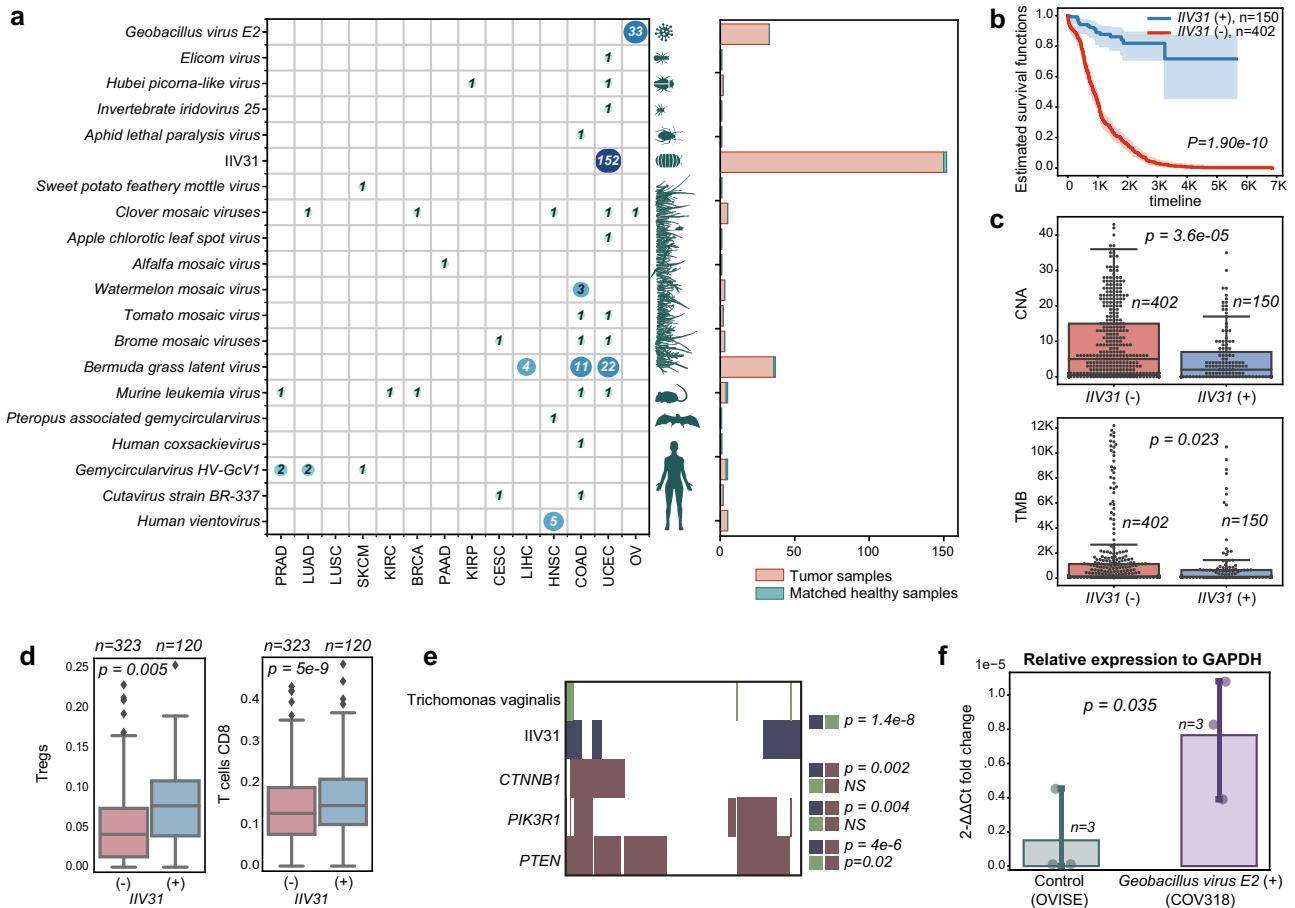 a
Geobacillus virus E2
Elicom virus
Hubei picorna-like virus
Invertebrate iridovirus 25
Aphid lethal paralysis virus
IIV31
Sweet potato feathery mottle virus
Clover mosaic viruses
Apple chlorotic leaf spot virus
Alfalfa mosaic virus
Watermelon mosaic virus
Tomato mosaic virus
Brome mosaic viruses
Bermuda grass latent virus
Murine leukemia virus
Pteropus associated gemycircularvirus
Human coxsackievirus
Gemycircularvirus HV-GcV1
Cutavirus strain BR-337
Human vientovirus
33
1
1 1
1
1
152
1
1 1 1 1 1
1
1
3
1 1
1 1 1
4 11 22
1 1 1 1 1
1
1
2 2 1
1 1
5
PRAD LUAD LUSC SKCM KIRC BRCA PAAD KIRP CESC LIHC HNSC COAD UCEC OV
0 50 100 150
Tumor samples
Matched healthy samples
b
Estimated survival functions
1.0
0.8
0.6
0.4
0.2
0.0
IIV31 (+), n=150
IIV31 (-), n=402
P=1.90e-10
0 1K 2K 3K 4K 5K 6K 7K
timeline
c
CNA
40
30
20
10
0
p = 3.6e-05
n=402
n=150
IIV31 (-) IIV31 (+)
TMB
12K
10K
8K
6K
4K
2K
0
p = 0.023
n=402
n=150
IIV31 (-) IIV31 (+)
d
n=323 n=120
p = 0.005
Tregs
0.25
0.20
0.15
0.10
0.05
0.00
(-) (+)
IIV31
n=323 n=120
p = 5e-9
T cells CD8
0.4
0.3
0.2
0.1
0.0
(-) (+)
IIV31
e
Trichomonas vaginalis
IIV31
CTNNB1
PIK3R1
PTEN
p = 1.4e-8
p = 0.002
NS
p = 0.004
NS
p = 4e-6
p=0.02
f
Relative expression to GAPDH
1e-5
2-ΔΔCt fold change
1.0
0.8
0.6
0.4
0.2
0.0
p = 0.035
n=3
n=3
Control
(OVISE)
Geobacillus virus E2 (+)
(COV318)